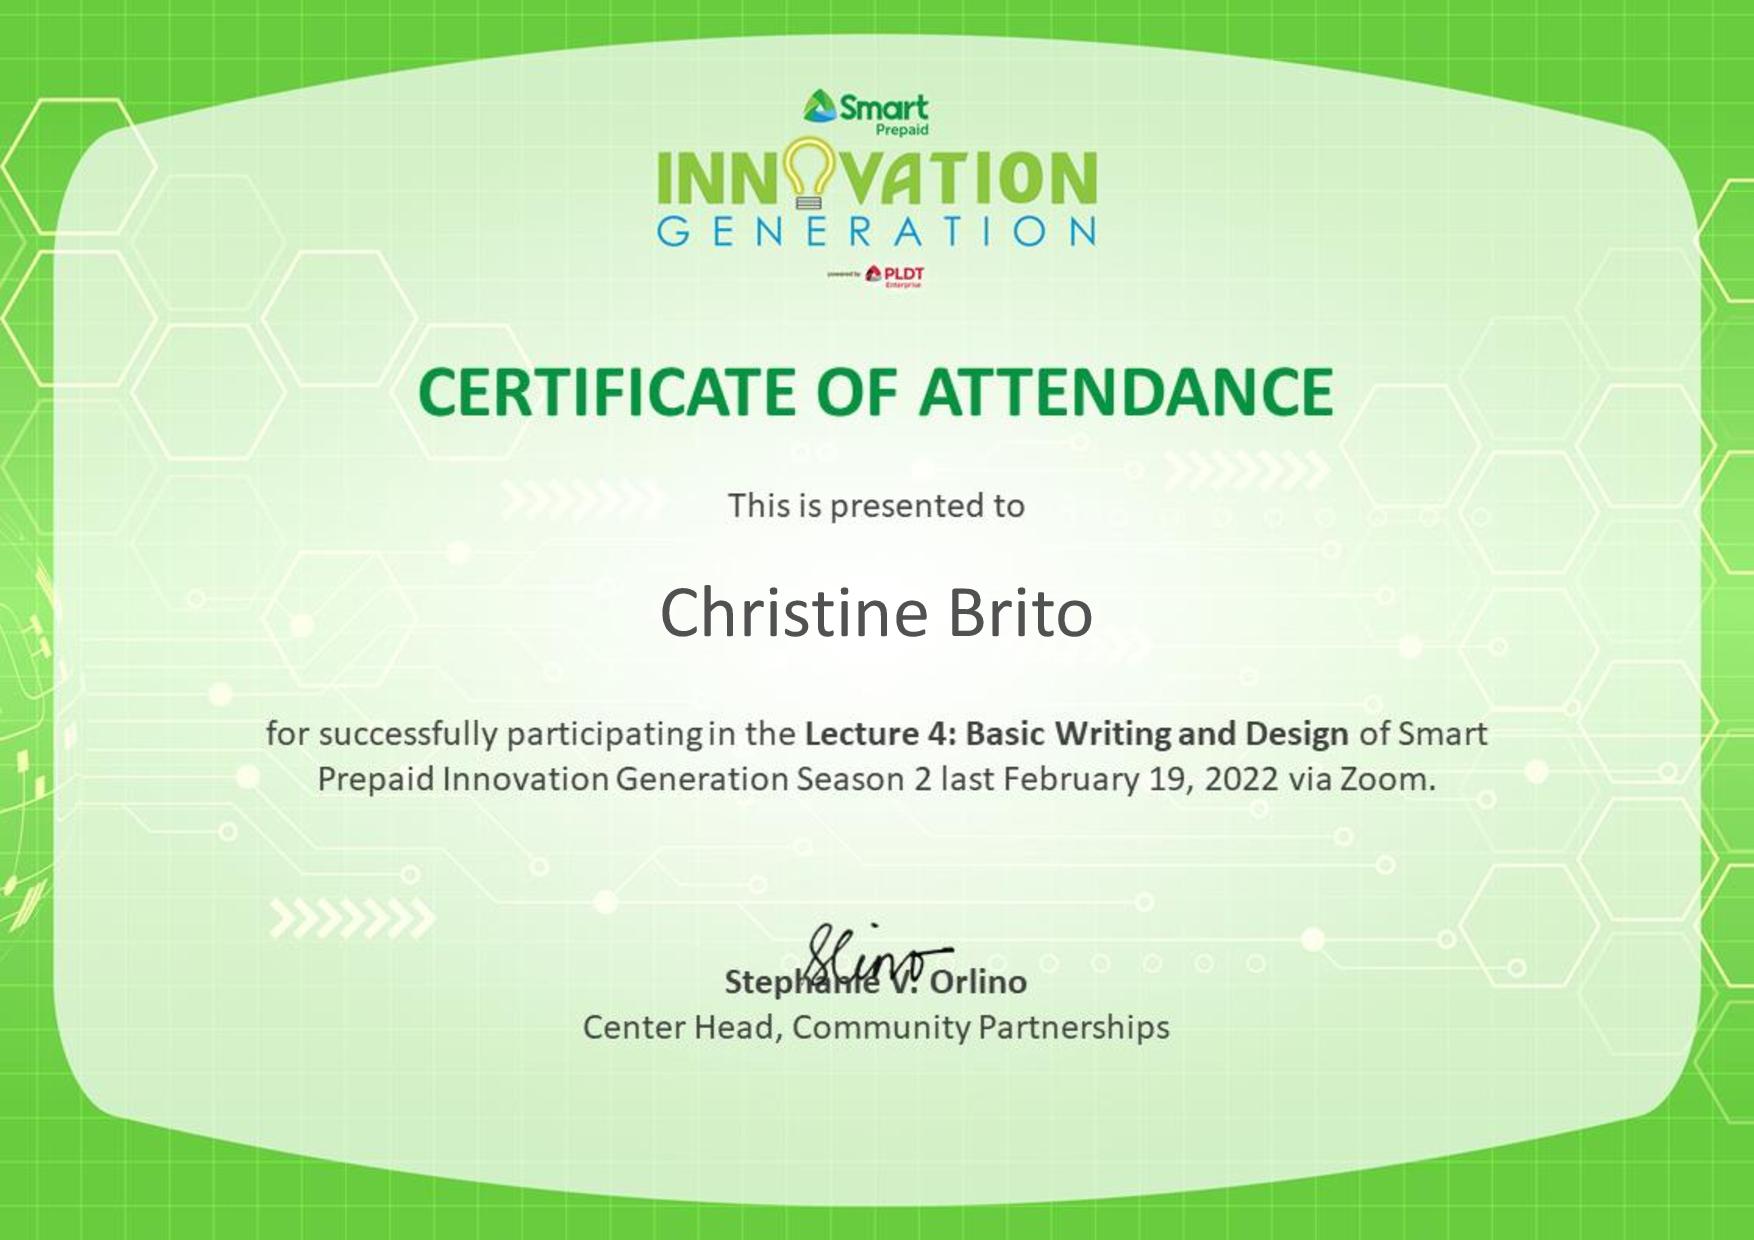 Smart
Prepaid
INNOVATION
GENERATION
powered by PLDT
Enterprise
CERTIFICATE OF ATTENDANCE
This is presented to
Christine Brito
for successfully participating in the Lecture 4: Basic Writing and Design of Smart
Prepaid Innovation Generation Season 2 last February 19, 2022 via Zoom.
Stephanie V. Orlino
Center Head, Community Partnerships